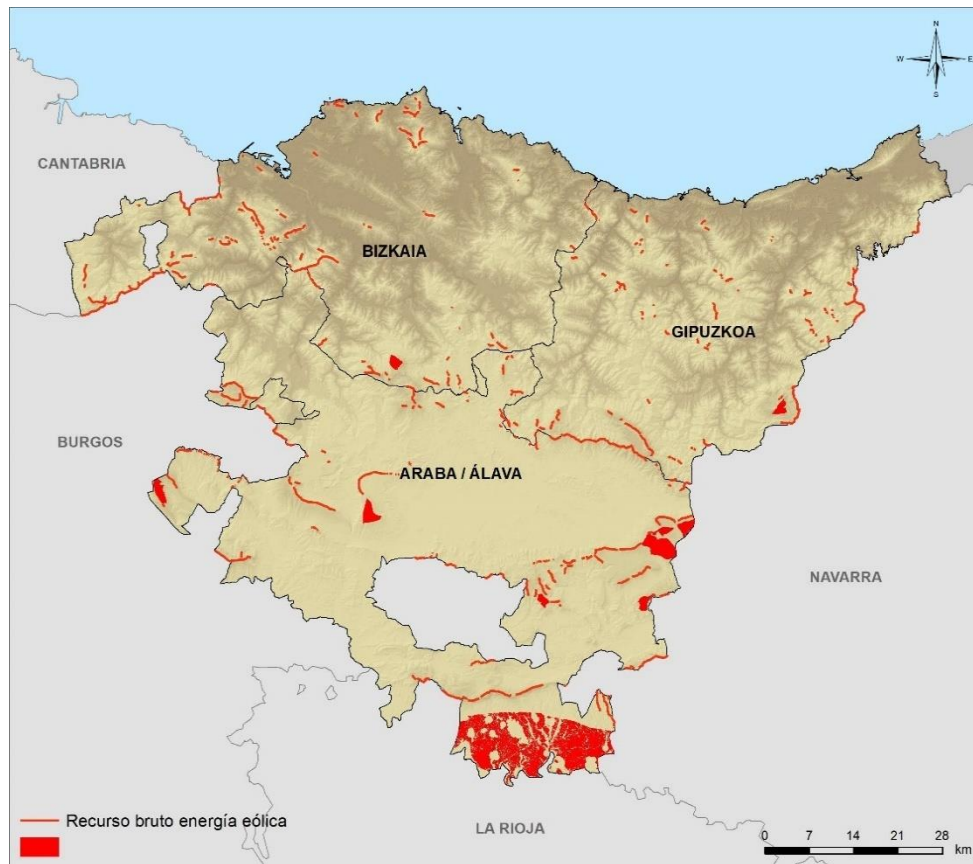 N
W E
S
CANTABRIA
BIZKAIA
GIPUZKOA
BURGOS
ARABA / ÁLAVA
NAVARRA
Recurso bruto energía eólica
LA RIOJA
0 7 14 21 28
km